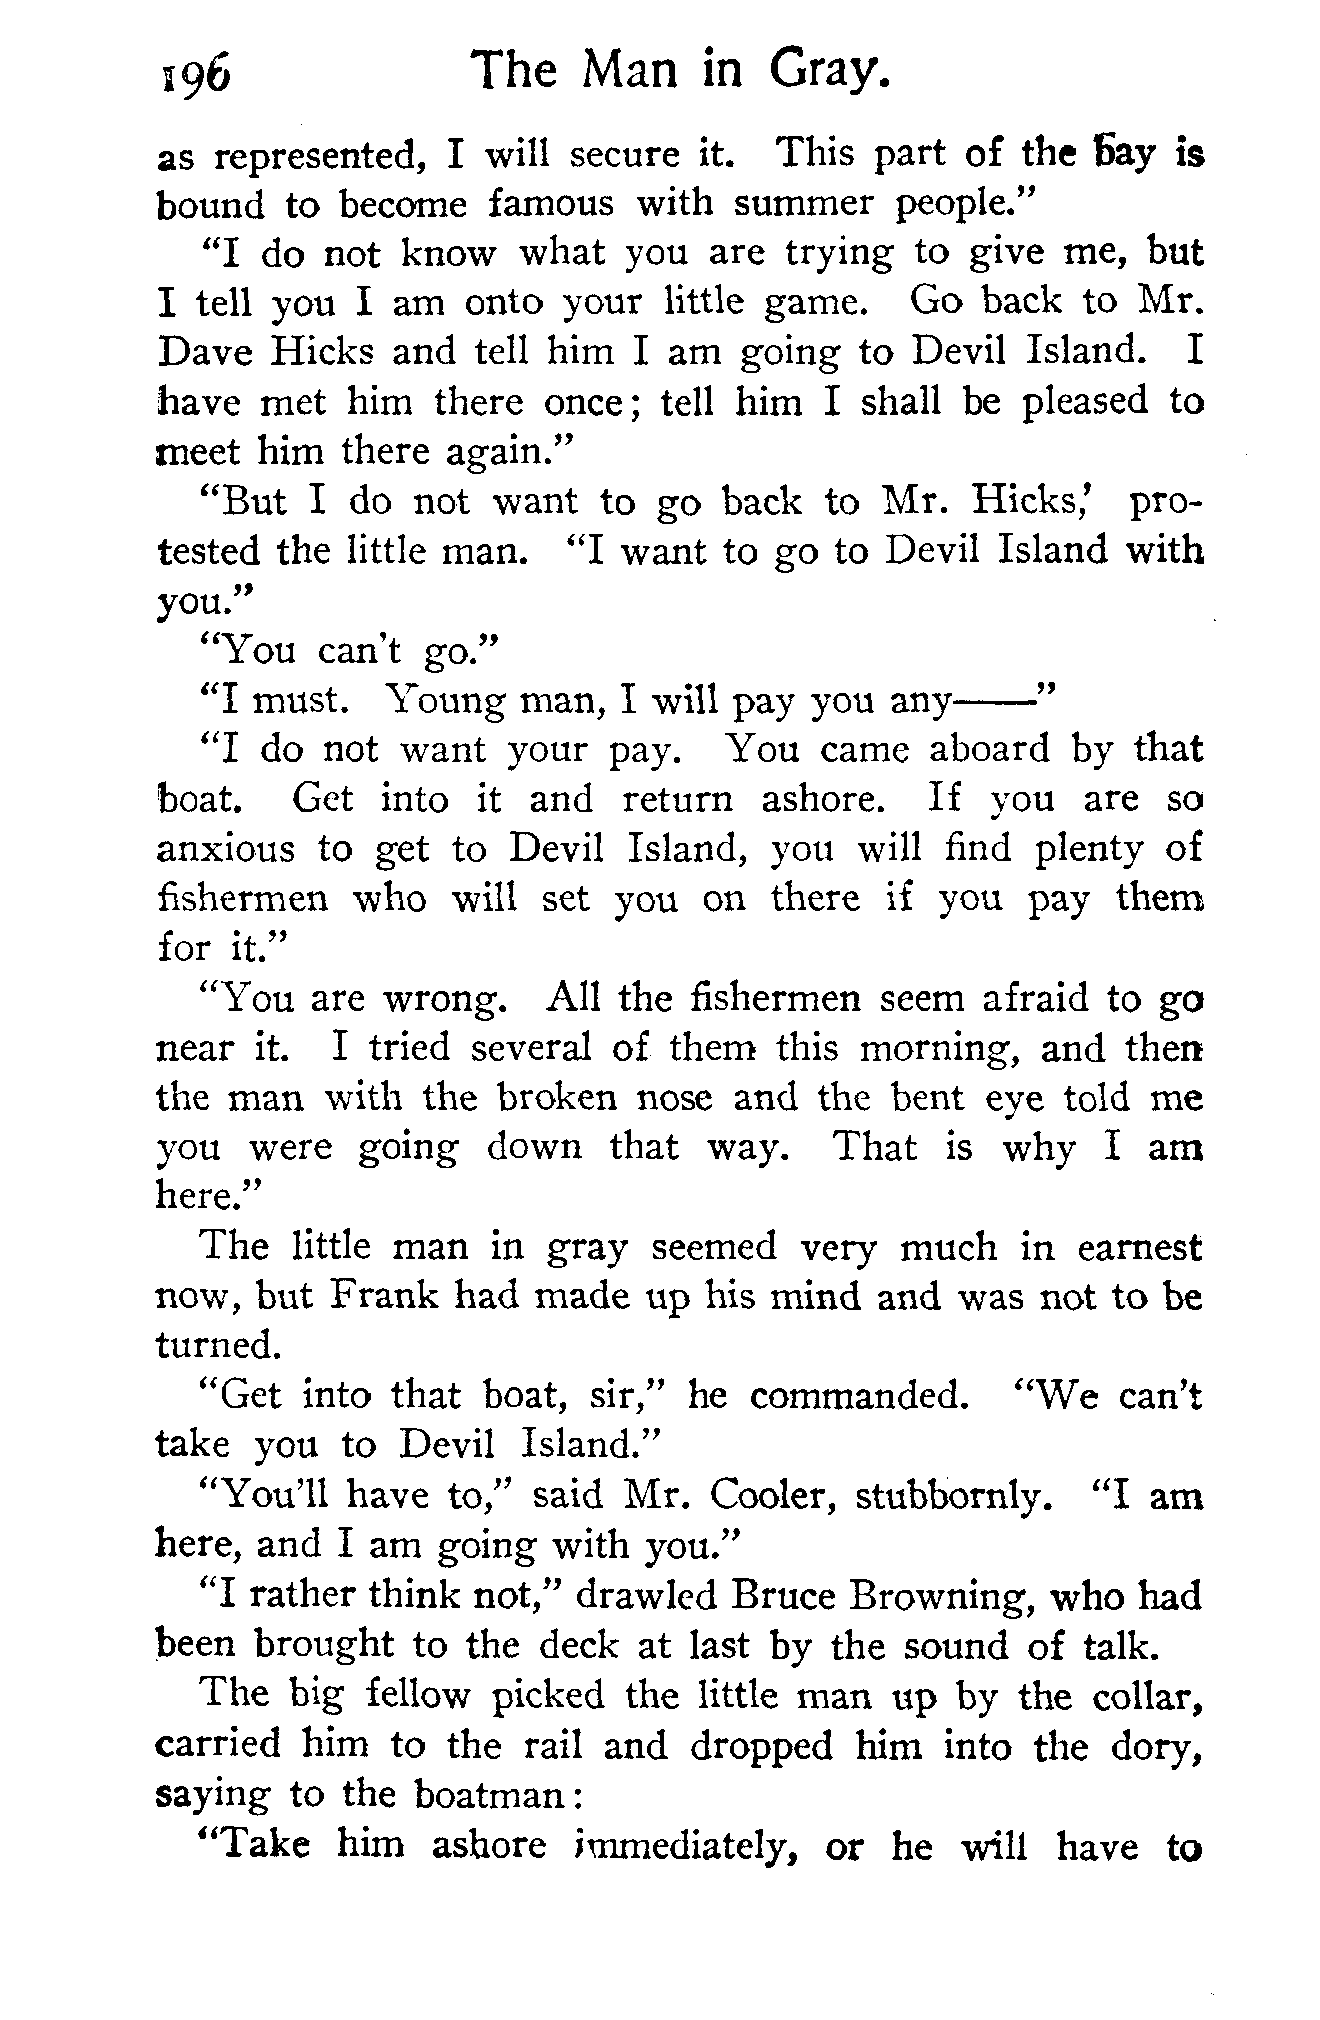 196 The Man in Gray.
as represented, I will secure it. This part of the Bay is
bound to become famous with summer people."
"I do not know what you are trying to give me, but
I tell you I am onto your little game. Go back to Mr.
Dave Hicks and tell him I am going to Devil Island. I
have met him there once; tell him I shall be pleased to
meet him there again."
"But I do not want to go back to Mr. Hicks,' pro-
tested the little man. "I want to go to Devil Island with
you."
"You can't go."
"I must. Young man, I will pay you any——"
"I do not want your pay. You came aboard by that
boat. Get into it and return ashore. If you are so
anxious to get to Devil Island, you will find plenty of
fishermen who will set you on there if you pay them
for it."
"You are wrong. All the fishermen seem afraid to go
near it. I tried several of them this morning, and then
the man with the broken nose and the bent eye told me
you were going down that way. That is why I am
here."
The little man in gray seemed very much in earnest
now, but Frank had made up his mind and was not to be
turned.
"Get into that boat, sir," he commanded. "We can't
take you to Devil Island."
"You'll have to," said Mr. Cooler, stubbornly. "I am
here, and I am going with you."
"I rather think not," drawled Bruce Browning, who had
been brought to the deck at last by the sound of talk.
The big fellow picked the little man up by the collar,
carried him to the rail and dropped him into the dory,
saying to the boatman:
"Take him ashore immediately, or he will have to